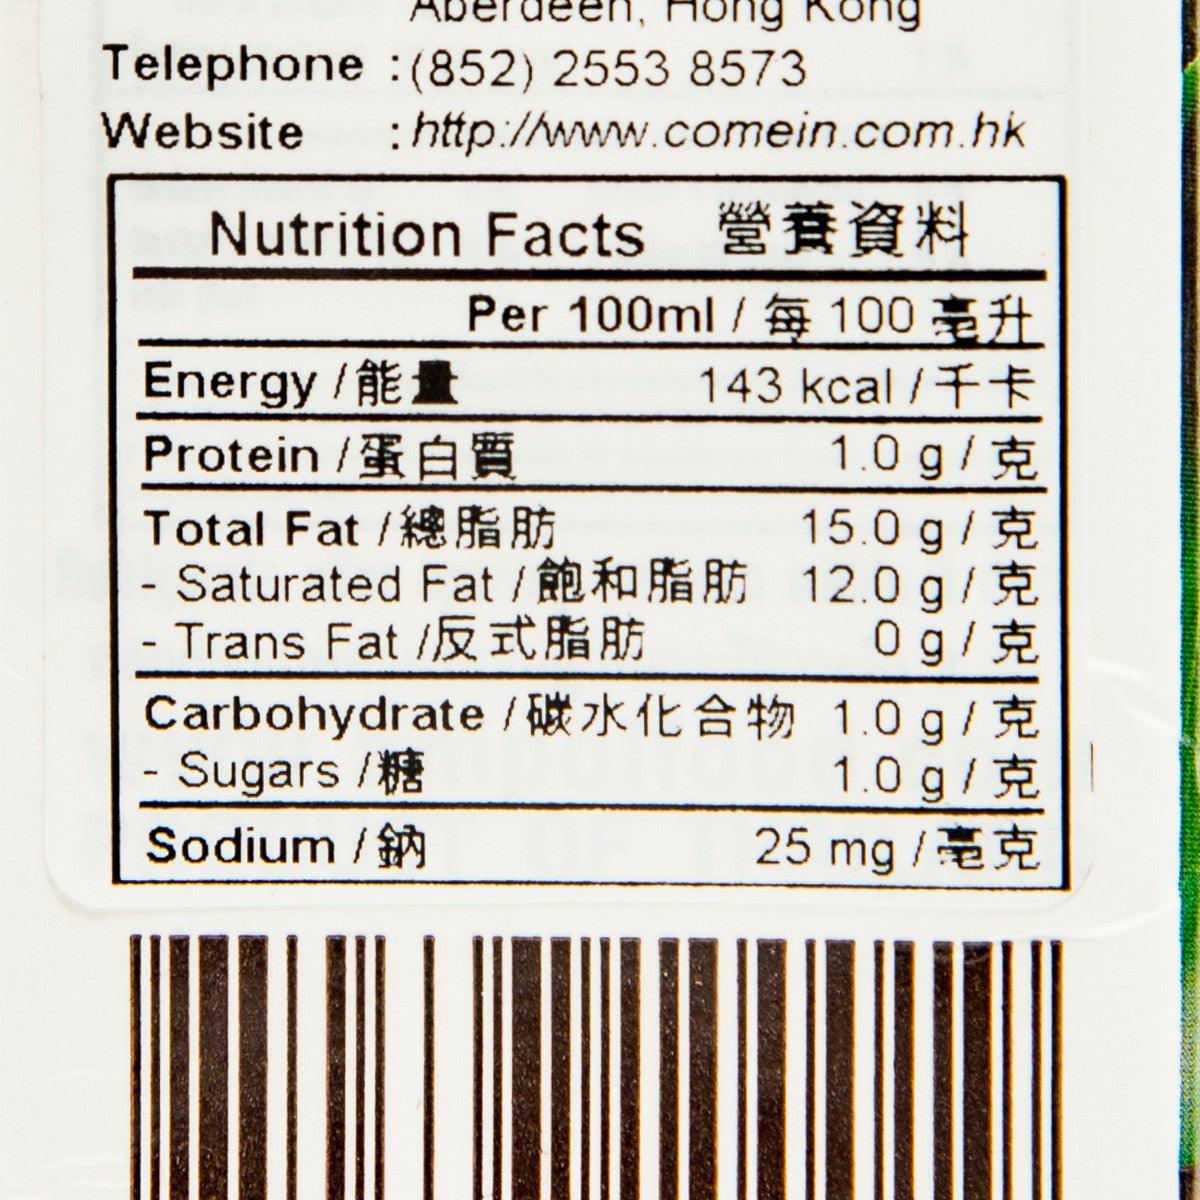 Aberdeen, Hong Kong
Telephone :(852) 2553 8573
Website :http://www.comein.com.hk
Nutrition Facts 營養資料
Per 100ml / 每 100 毫升
Energy /能量 143 kcal / 千卡
Protein /蛋白質 1.0 g / 克
Total Fat /總脂肪 15.0 g / 克
- Saturated Fat /飽和脂肪 12.0 g / 克
- Trans Fat /反式脂肪 0 g / 克
Carbohydrate /碳水化合物 1.0 g / 克
- Sugars /糖 1.0 g / 克
Sodium /鈉 25 mg /毫克